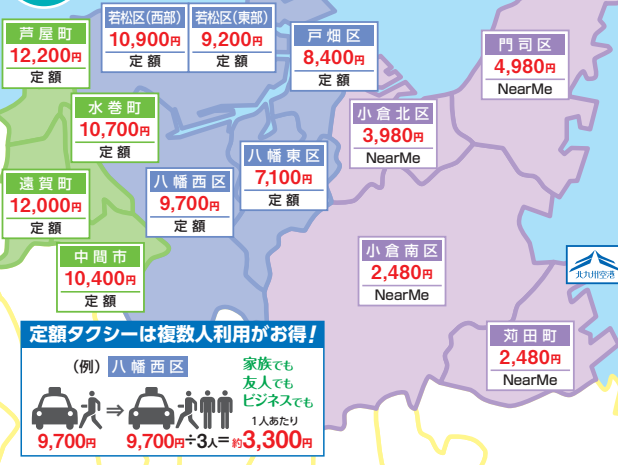 芦屋町
12,200円
定額
若松区(西部)
10,900円
定額
若松区(東部)
9,200円
定額
戸畑区
8,400円
定額
門司区
4,980円
NearMe
水巻町
10,700円
定額
小倉北区
3,980円
NearMe
八幡東区
7,100円
定額
遠賀町
12,000円
定額
八幡西区
9,700円
定額
中間市
10,400円
定額
小倉南区
2,480円
NearMe
北九州空港
苅田町
2,480円
NearMe
定額タクシーは複数人利用がお得!
(例) 八幡西区
家族でも
友人でも
ビジネスでも
⇒
1人あたり
9,700円
9,700円÷3人=約3,300円